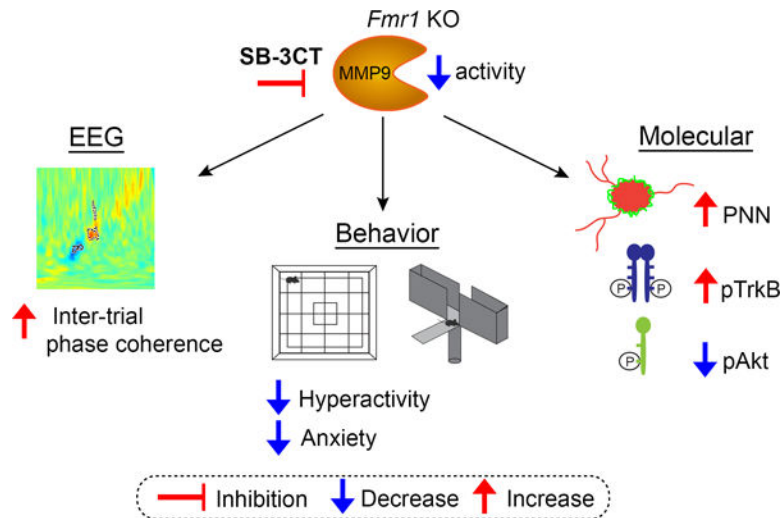 Fmr1 KO
SB-3CT
MMP9
activity
EEG
Molecular
PNN
Behavior
P P
pTrkB
Inter-trial
phase coherence
P
pAkt
Hyperactivity
Anxiety
Inhibition Decrease Increase